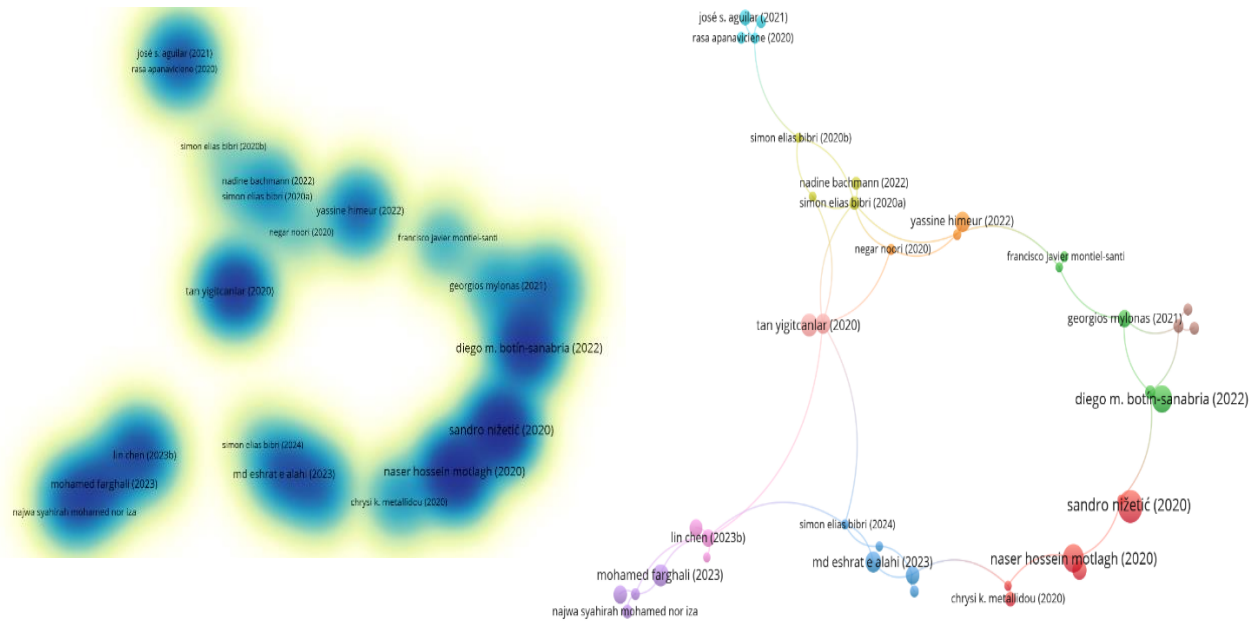 josé s. aguilar (2021)
rasa apanaviciene (2020)
simon elias bibri (2020b)
nadine bachmann (2022)
simon elias bibri (2020a)
yassine himeur (2022)
negar noori (2020)
francisco javier montiel-santi
tan yigitcanlar (2020)
georgios mylonas (2021)
diego m. botín-sanabria (2022)
sandro nižetić (2020)
simon elias bibri (2024)
lin chen (2023b)
md eshrat e alahi (2023)
naser hossein motlagh (2020)
mohamed farghali (2023)
chrysi k. metallidou (2020)
najwa syahirah mohamed nor iza
josé s. aguilar (2021)
rasa apanaviciene (2020)
simon elias bibri (2020b)
nadine bachmann (2022)
simon elias bibri (2020a)
yassine himeur (2022)
negar noori (2020)
francisco javier montiel-santi
georgios mylonas (2021)
tan yigitcanlar (2020)
diego m. botín-sanabria (2022)
sandro nižetić (2020)
simon elias bibri (2024)
lin chen (2023b)
naser hossein motlagh (2020)
md eshrat e alahi (2023)
mohamed farghali (2023)
chrysi k. metallidou (2020)
najwa syahirah mohamed nor iza